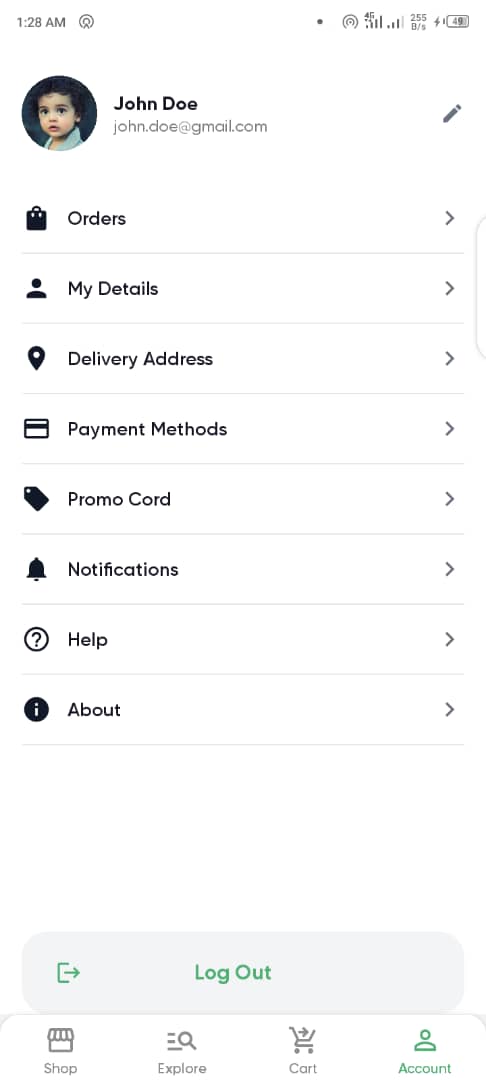 1:28 AM 4G 255 B/s 49
John Doe
john.doe@gmail.com
Orders
My Details
Delivery Address
Payment Methods
Promo Cord
Notifications
Help
About
Log Out
Shop Explore Cart Account